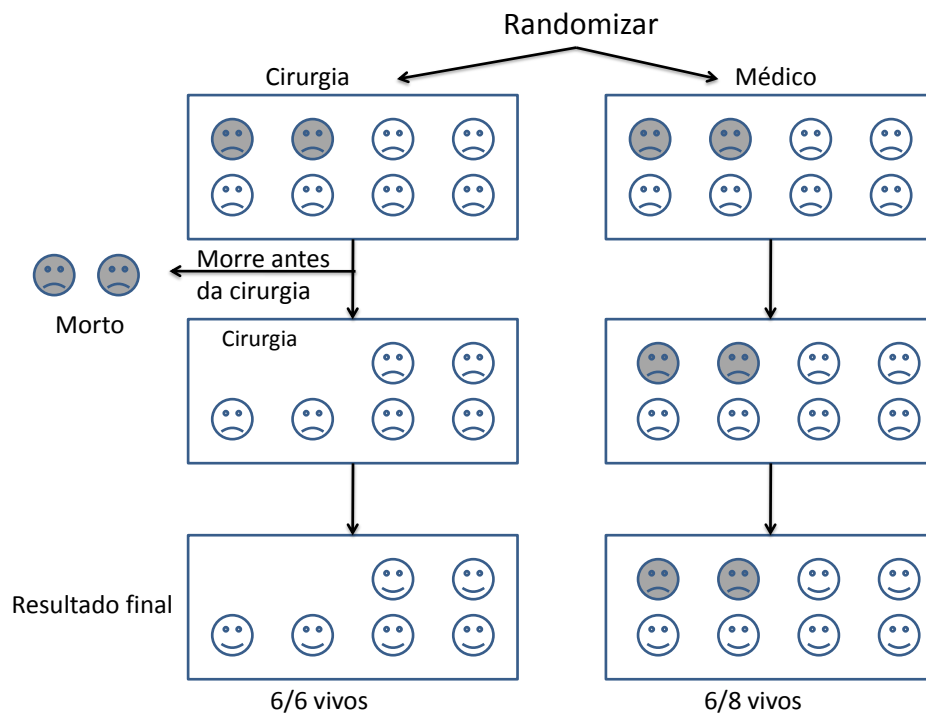 Randomizar
Cirurgia
Médico
Morre antes
da cirurgia
Morto
Cirurgia
Resultado final
6/6 vivos
6/8 vivos